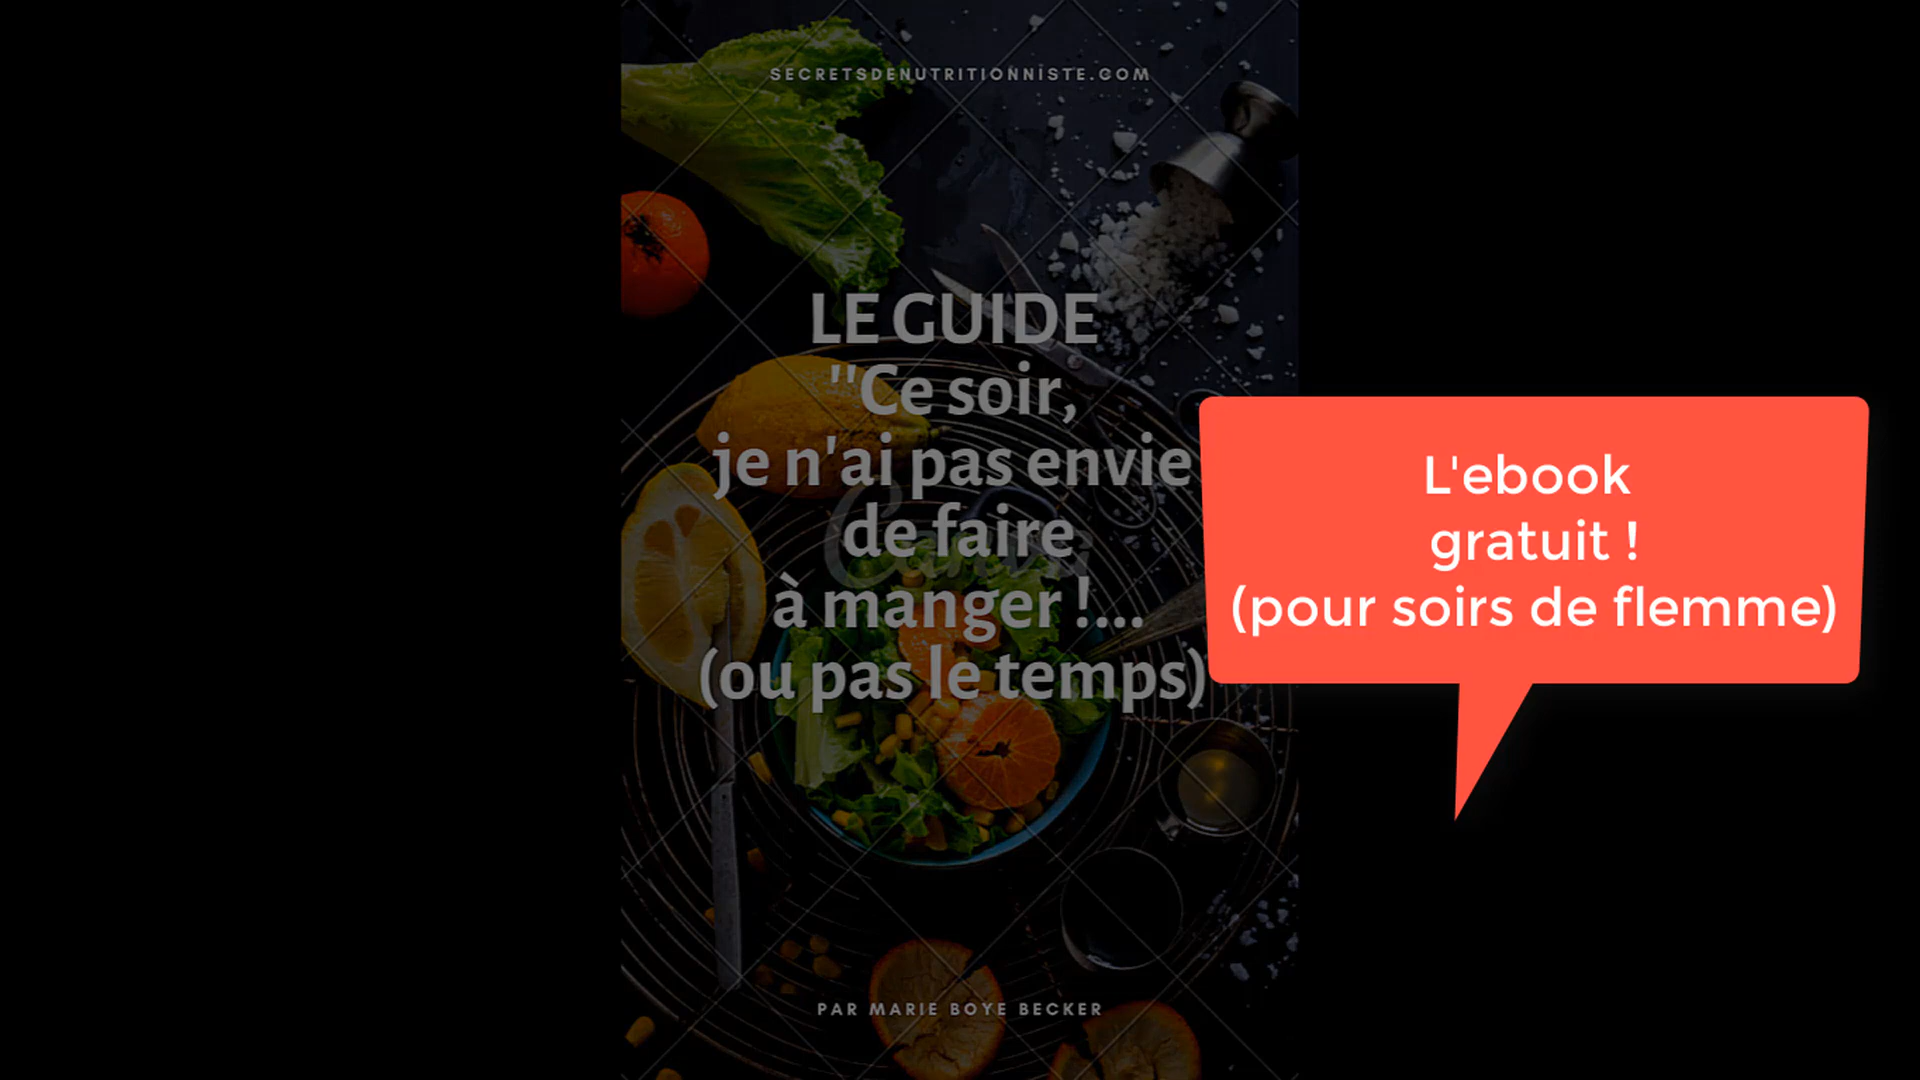 SECRETSDENUTRITIONNISTE.COM
LE GUIDE
"Ce soir,
je n'ai pas envie
de faire
à manger !...
(ou pas le temps)
PAR MARIE BOYE BECKER
L'ebook
gratuit !
(pour soirs de flemme)
Canva